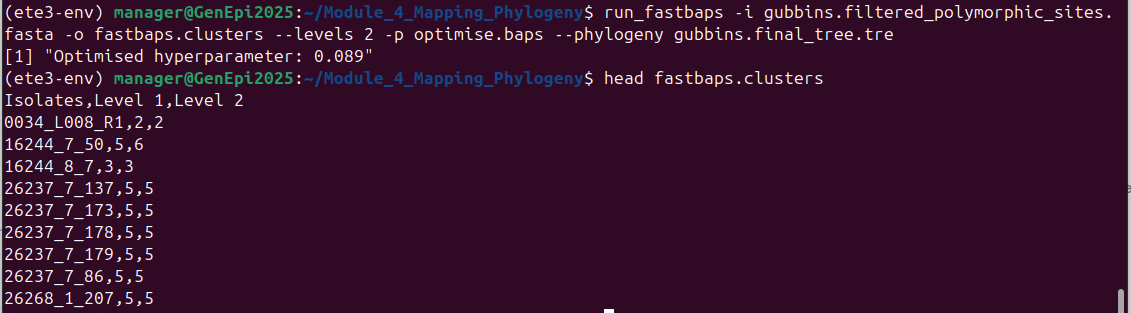 (ete3-env) manager@GenEpi2025:~/Module_4_Mapping_Phylogeny$ run_fastbaps -i gubbins.filtered_polymorphic_sites.
fasta -o fastbaps.clusters --levels 2 -p optimise.baps --phylogeny gubbins.final_tree.tre
[1] "Optimised hyperparameter: 0.089"
(ete3-env) manager@GenEpi2025:~/Module_4_Mapping_Phylogeny$ head fastbaps.clusters
Isolates,Level 1,Level 2
0034_L008_R1,2,2
16244_7_50,5,6
16244_8_7,3,3
26237_7_137,5,5
26237_7_173,5,5
26237_7_178,5,5
26237_7_179,5,5
26237_7_86,5,5
26268_1_207,5,5